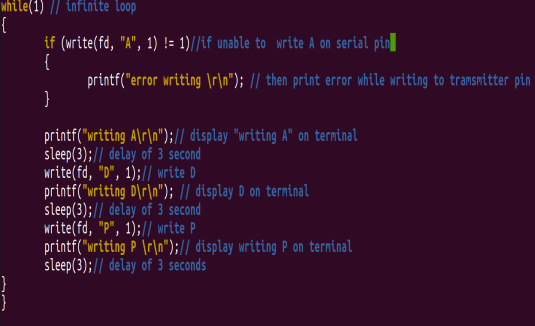 while(1) // infinite loop
{
if (write(fd, "A", 1) != 1)//if unable to  write A on serial pin
{
printf("error writing \r\n"); // then print error while writing to tramsmitter pin
}
printf("writing A\r\n");// display "writing A" on terminal
sleep(3);// delay of 3 second
write(fd, "D", 1);// write D
printf("writing D\r\n"); // display D on terminal
sleep(3);// delay of 3 second
write(fd, "P", 1);// write P
printf("writing P \r\n");// display writing P on terminal
sleep(3);// delay of 3 seconds
}
}